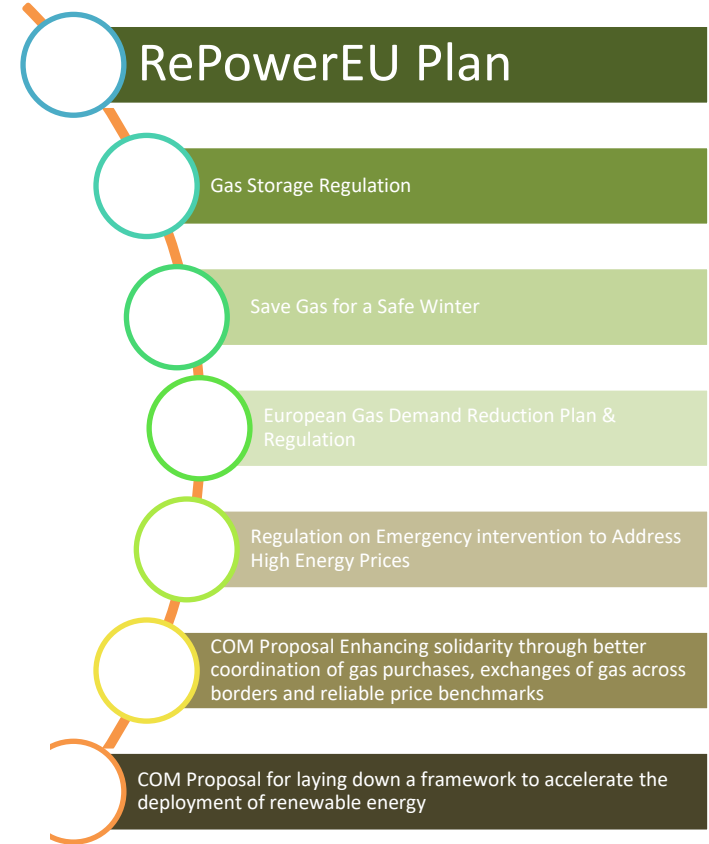 RePowerEU Plan
Gas Storage Regulation
Save Gas for a Safe Winter
European Gas Demand Reduction Plan &
Regulation
Regulation on Emergency intervention to Address
High Energy Prices
COM Proposal Enhancing solidarity through better
coordination of gas purchases, exchanges of gas across
borders and reliable price benchmarks
COM Proposal for laying down a framework to accelerate the
deployment of renewable energy